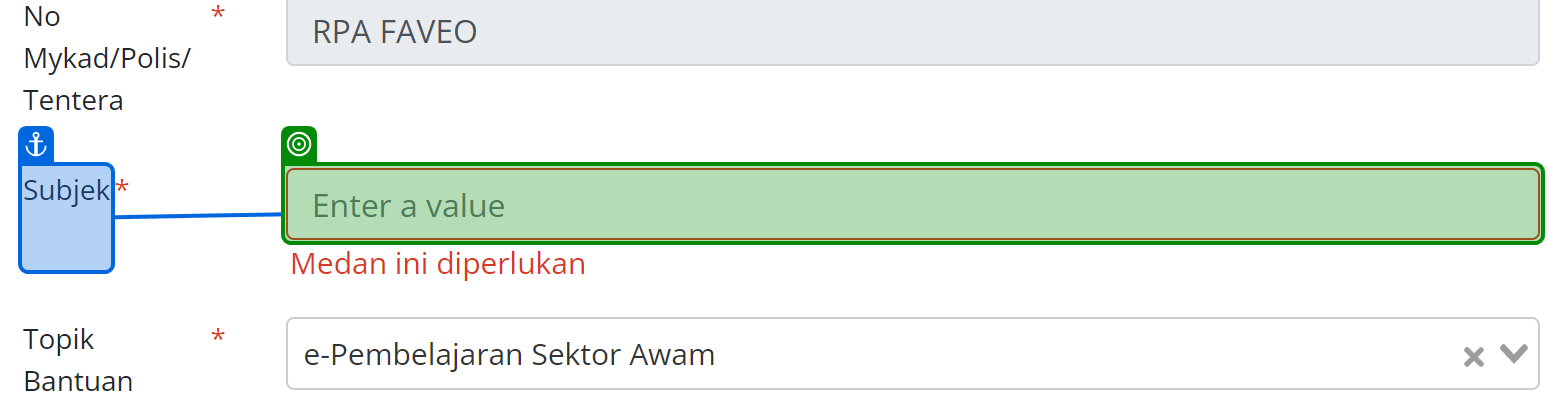 No *
Mykad/Polis/
Tentera
RPA FAVEO
Subjek *
Enter a value
Medan ini diperlukan
Topik *
Bantuan
e-Pembelajaran Sektor Awam